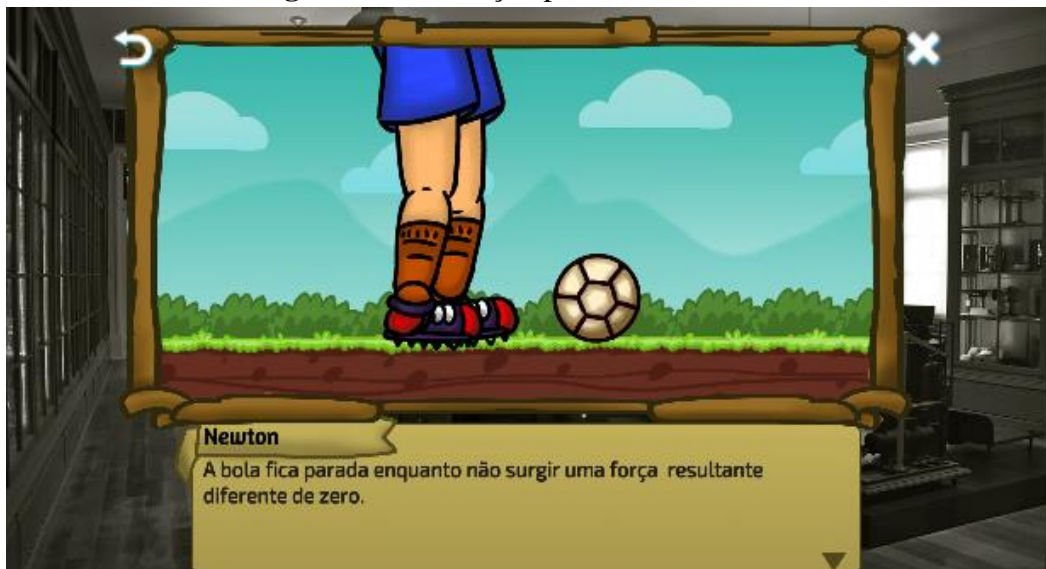 Newton
A bola fica parada enquanto não surgir uma força resultante
diferente de zero.